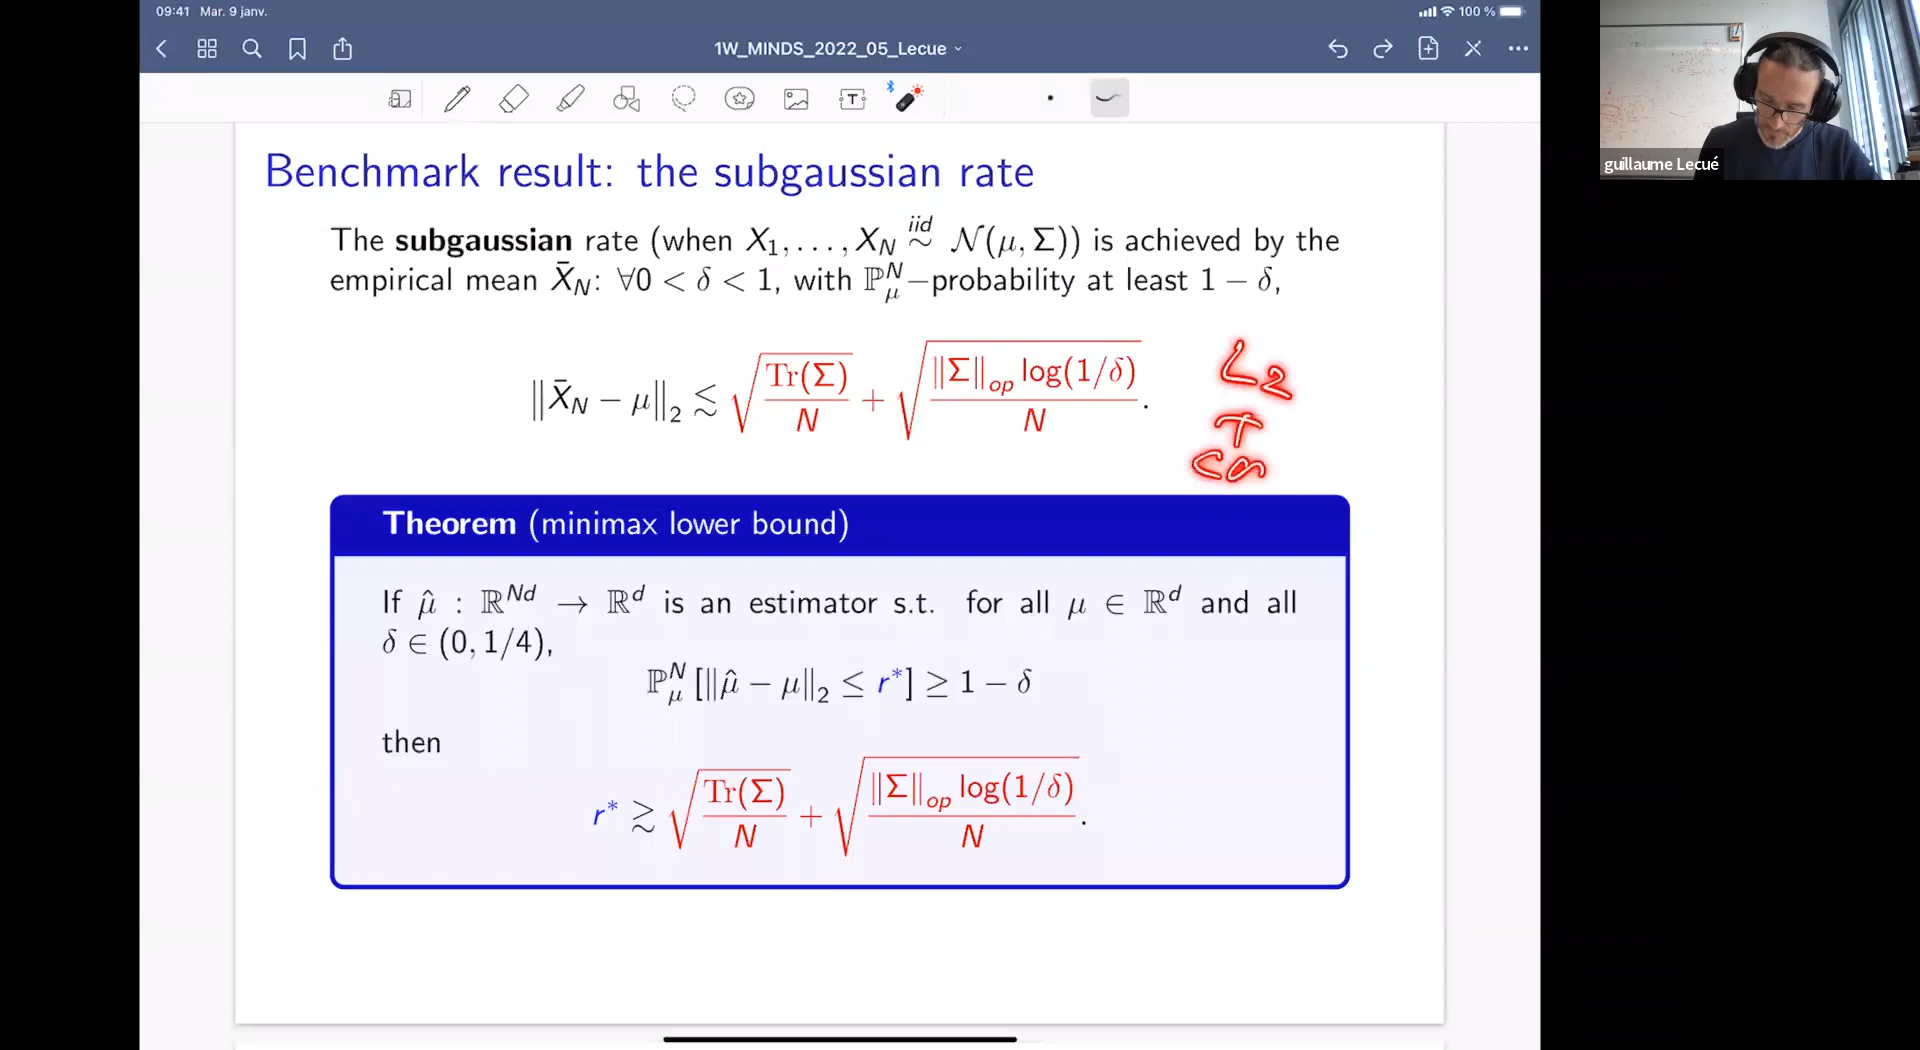 09:41 Mar. 9 janv.
100 %
1W_MINDS_2022_05_Lecue
guillaume Lecué
Benchmark result: the subgaussian rate
The subgaussian rate (when X₁, . . . , X_N iid ∼ 𝒩(μ, Σ)) is achieved by the
empirical mean X̄_N: ∀0 < δ < 1, with ℙ_μ^N−probability at least 1 − δ,
‖X̄_N − μ‖₂ ≲ √(Tr(Σ)/N) + √(‖Σ‖_op log(1/δ)/N).
L₂
+
Theorem (minimax lower bound)
If μ̂ : ℝ^{Nd} → ℝ^d is an estimator s.t. for all μ ∈ ℝ^d and all
δ ∈ (0, 1/4),
ℙ_μ^N [‖μ̂ − μ‖₂ ≤ r*] ≥ 1 − δ
then
r* ≳ √(Tr(Σ)/N) + √(‖Σ‖_op log(1/δ)/N).